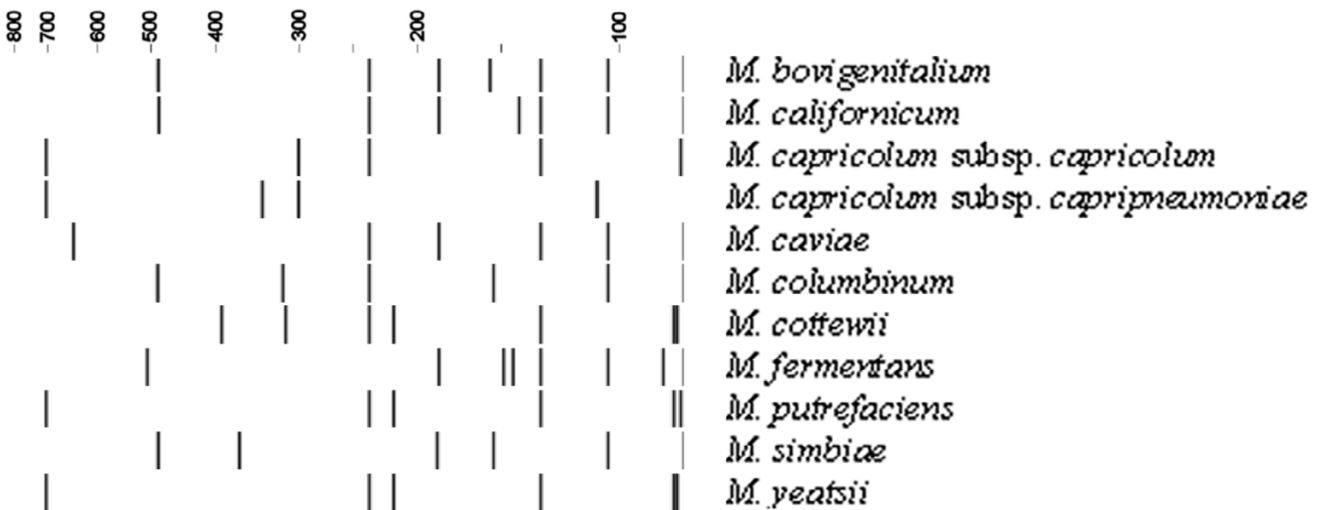 800 700 600 500 400 300 200 100
M. bovigenitalium
M. californicum
M. capricolum subsp. capricolum
M. capricolum subsp. capripneumoniae
M. caviae
M. columbinum
M. cottewii
M. fermentans
M. putrefaciens
M. simbiae
M. yeatsii